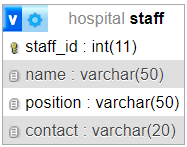 v hospital staff
staff_id : int(11)
name : varchar(50)
position : varchar(50)
contact : varchar(20)